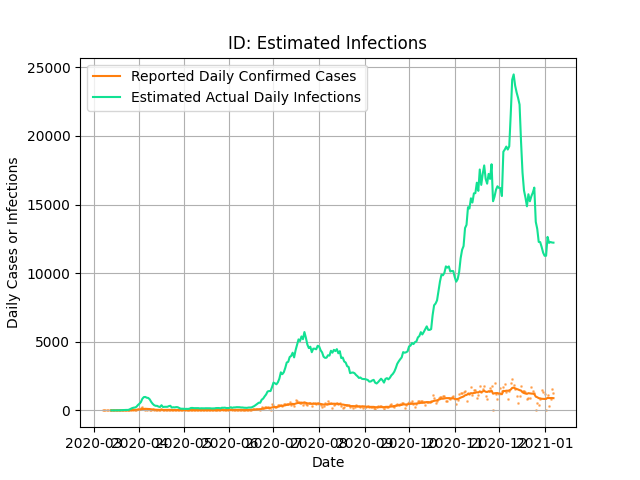 ID: Estimated Infections
Reported Daily Confirmed Cases
Estimated Actual Daily Infections
25000
20000
15000
10000
5000
0
Daily Cases or Infections
2020-03 2020-04 2020-05 2020-06 2020-07 2020-08 2020-09 2020-10 2020-11 2020-12 2021-01
Date